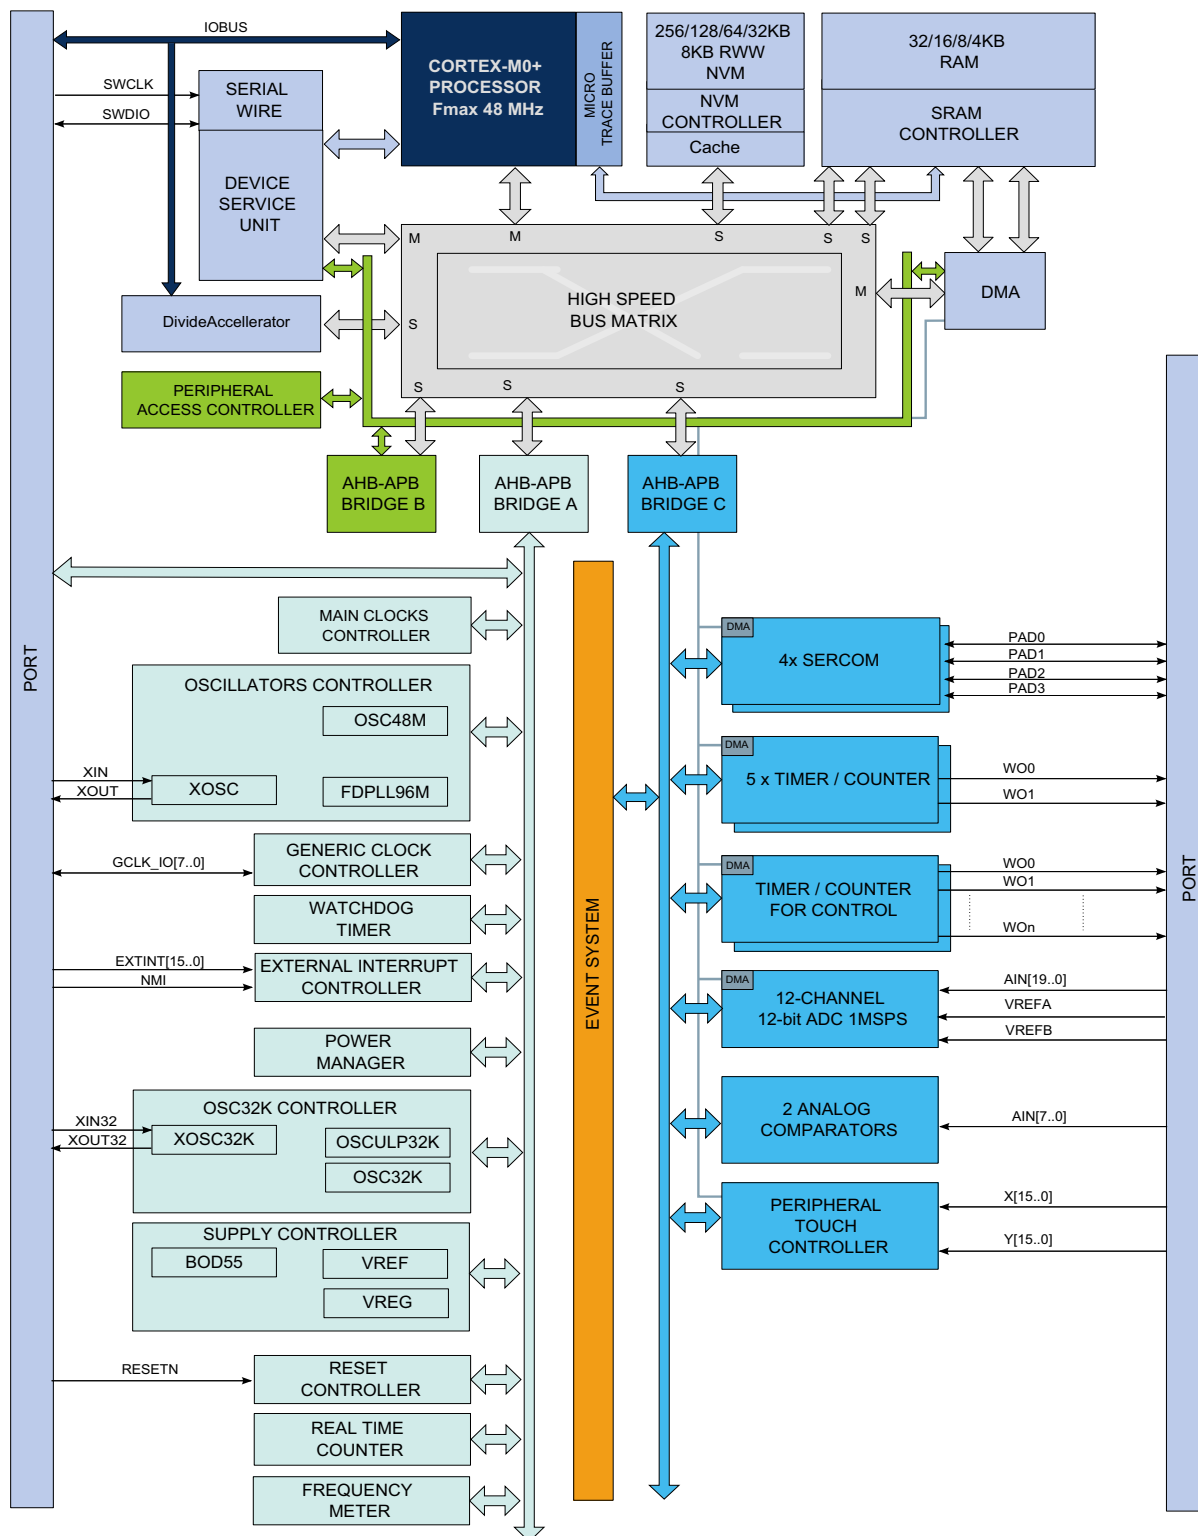 IOBUS
SWCLK
SWDIO
SERIAL
WIRE
DEVICE
SERVICE
UNIT
CORTEX-M0+
PROCESSOR
Fmax 48 MHz
MICRO
TRACE BUFFER
256/128/64/32KB
8KB RWW
NVM
NVM
CONTROLLER
Cache
32/16/8/4KB
RAM
SRAM
CONTROLLER
M
M
S
S
S
HIGH SPEED
BUS MATRIX
M
S
S
S
S
DMA
DivideAccellerator
PERIPHERAL
ACCESS CONTROLLER
AHB-APB
BRIDGE B
AHB-APB
BRIDGE A
AHB-APB
BRIDGE C
PORT
MAIN CLOCKS
CONTROLLER
OSCILLATORS CONTROLLER
OSC48M
XIN
XOUT
XOSC
FDPLL96M
GCLK_IO[7..0]
GENERIC CLOCK
CONTROLLER
WATCHDOG
TIMER
EXTINT[15..0]
NMI
EXTERNAL INTERRUPT
CONTROLLER
POWER
MANAGER
OSC32K CONTROLLER
XIN32
XOUT32
XOSC32K
OSCULP32K
OSC32K
SUPPLY CONTROLLER
BOD55
VREF
VREG
RESETN
RESET
CONTROLLER
REAL TIME
COUNTER
FREQUENCY
METER
EVENT SYSTEM
DMA
4x SERCOM
PAD0
PAD1
PAD2
PAD3
DMA
5 x TIMER / COUNTER
WO0
WO1
DMA
TIMER / COUNTER
FOR CONTROL
WO0
WO1
WOn
DMA
12-CHANNEL
12-bit ADC 1MSPS
AIN[19..0]
VREFA
VREFB
2 ANALOG
COMPARATORS
AIN[7..0]
PERIPHERAL
TOUCH
CONTROLLER
X[15..0]
Y[15..0]
PORT